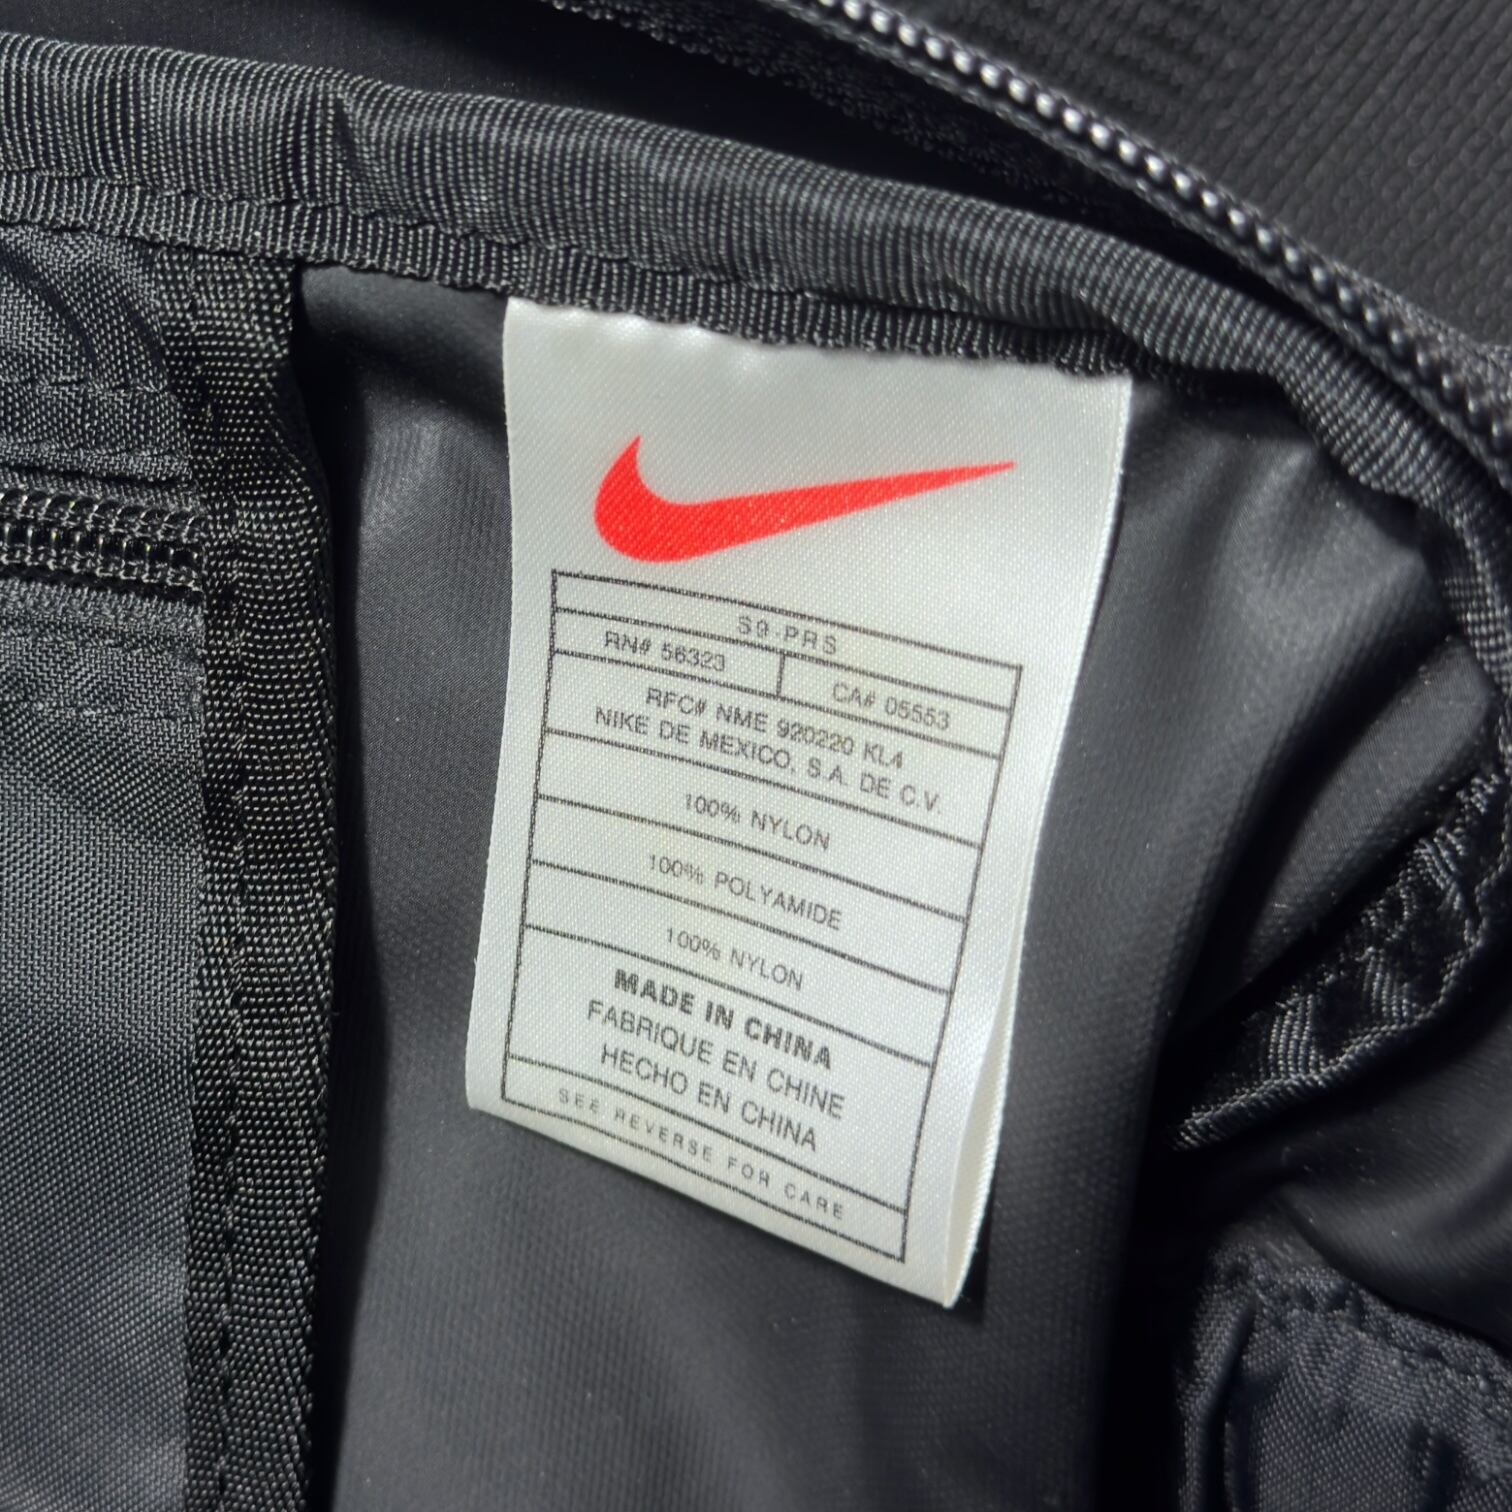 S9-PRS
RN# 56323
CA# 05553
RFC# NME 920220 KL4
NIKE DE MEXICO, S.A. DE C.V.
100% NYLON
100% POLYAMIDE
100% NYLON
MADE IN CHINA
FABRIQUE EN CHINE
HECHO EN CHINA
SEE REVERSE FOR CARE